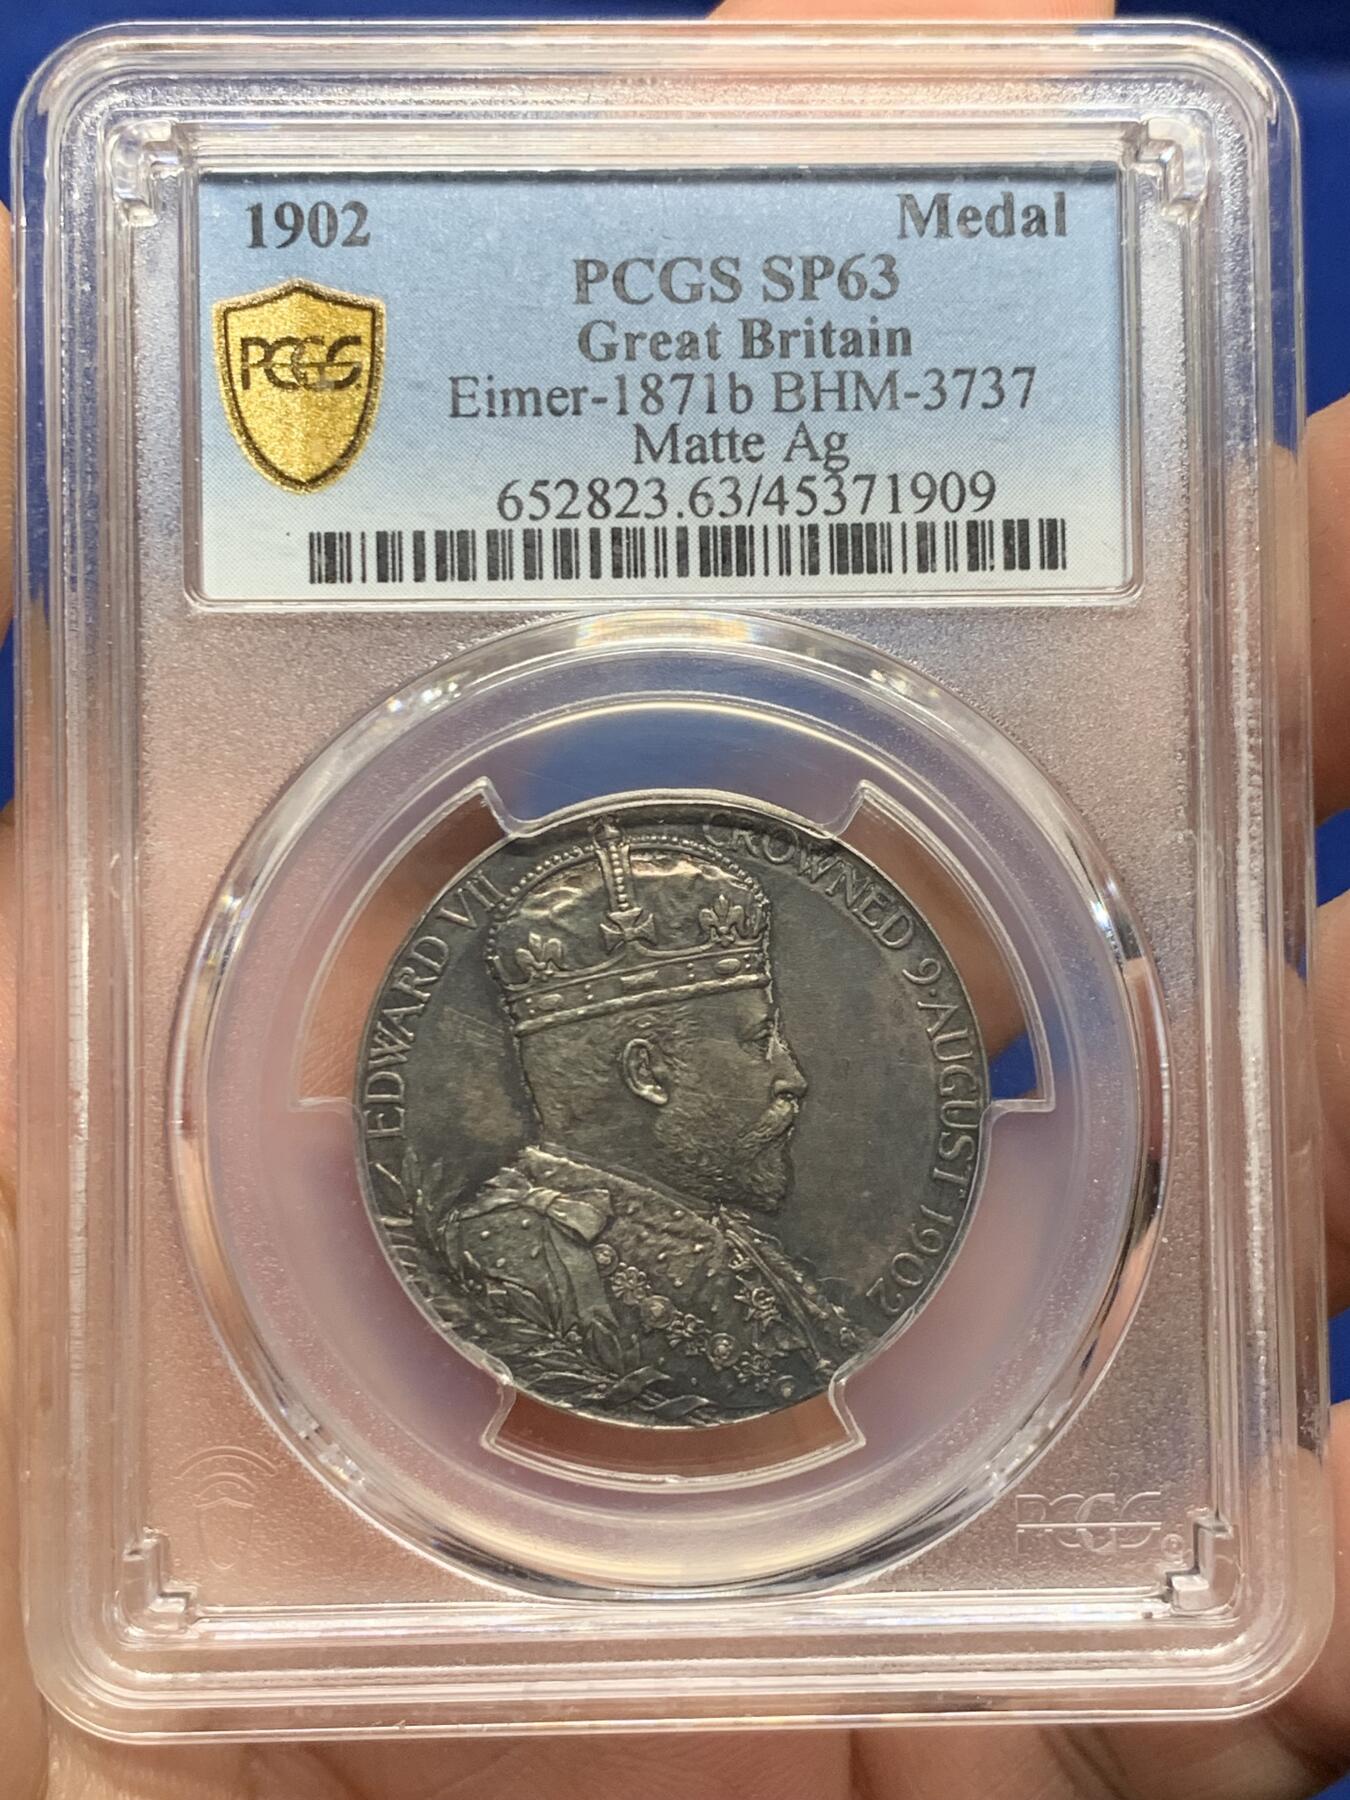 1902 Medal
PCGS SP63
PCGS
Great Britain
Eimer-1871b BHM-3737
Matte Ag
652823.63/45371909
EDWARD VII CROWNED 9·AUGUST 1902
PCGS